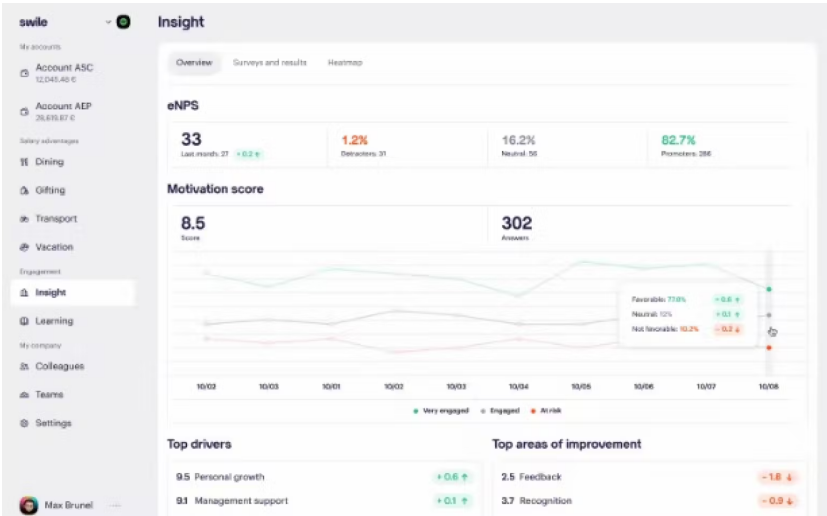 swile
Insight
My accounts
Account ASC
12,045.48 €
Account AEP
28,619.87 €
Salary advantages
Dining
Gifting
Transport
Vacation
Engagement
Insight
Learning
My company
Colleagues
Teams
Settings
Max Brunel
Overview Surveys and results Heatmap
eNPS
33 1.2% 16.2% 82.7%
Last month: 27 +0.2 ↑ Detractors: 31 Neutral: 56 Promoters: 286
Motivation score
8.5 302
Score Answers
Favorable: 77.8% +0.6 ↑
Neutral: 12% +0.1 ↑
Not favorable: 10.2% -0.2 ↓
10/02 10/03 10/01 10/02 10/03 10/04 10/05 10/06 10/07 10/08
Very engaged Engaged At risk
Top drivers Top areas of improvement
9.5 Personal growth +0.6 ↑ 2.5 Feedback -1.8 ↓
9.1 Management support +0.1 ↑ 3.7 Recognition -0.9 ↓